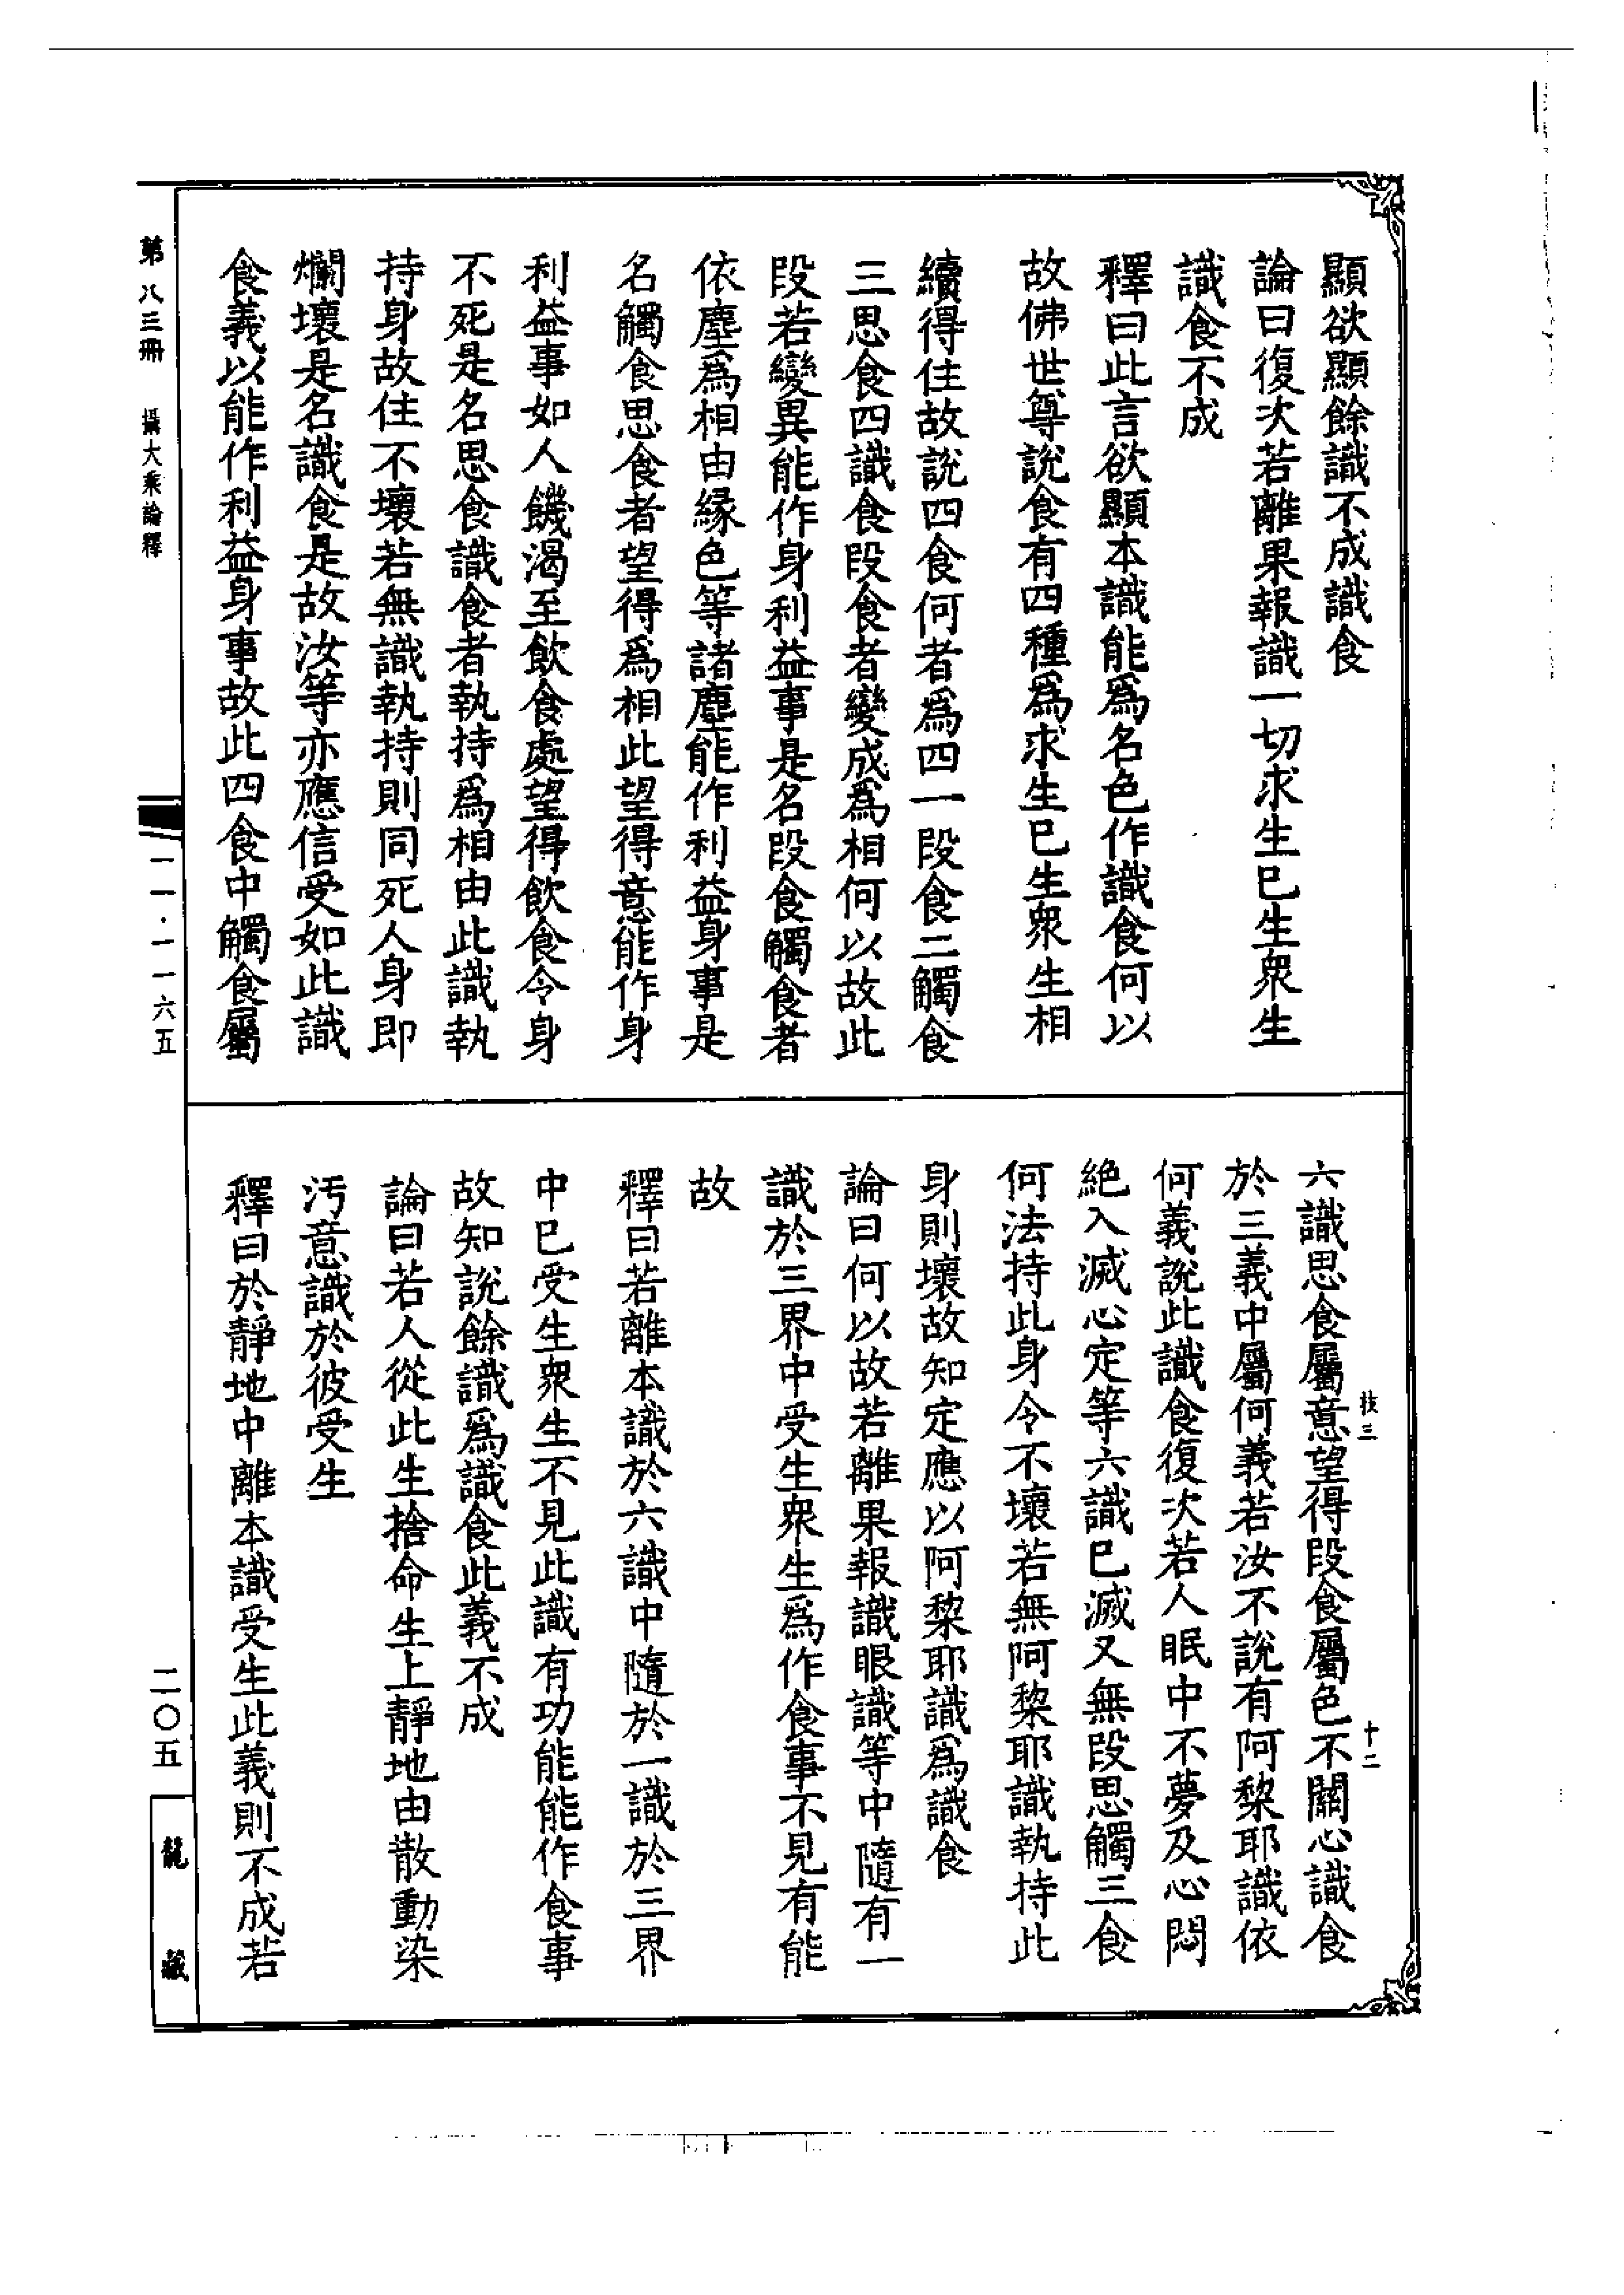 顯欲顯餘識不成識食
論曰復次若離果報識一切求生巳生衆生
識食不成
釋曰此言欲顯本識能爲名色作識食何以
故佛世尊説食有四種爲求生巳生衆生相
續得住故説四食何者爲四一段食二觸食
三思食四識食段食者變成爲相何以故此
段若變異能作身利益事是名段食觸食者
依塵爲相由緣色等諸塵能作利益身事是
名觸食思食者望得爲相此望得意能作身
利益事如人饑渴至飲食處望得飲食令身
不死是名思食識食者執持爲相由此識執
持身故住不壞若無識執持則同死人身即
爛壞是名識食是故汝等亦應信受如此識
食義以能作利益身事故此四食中觸食屬
六識思食屬意望得段食屬色不關心識食
於三義中屬何義若汝不説有阿黎耶識依
何義説此識食復次若人眠中不夢及心悶
絶入滅心定等六識巳滅又無段思觸三食
何法持此身令不壞若無阿黎耶識執持此
身則壞故知定應以阿黎耶識爲識食
論曰何以故若離果報識眼識等中隨有一
識於三界中受生衆生爲作食事不見有能
故
釋曰若離本識於六識中隨於一識於三界
中巳受生衆生不見此識有功能能作食事
故知説餘識爲識食此義不成
論曰若人從此生捨命生上靜地由散動染
汚意識於彼受生
釋曰於靜地中離本識受生此義則不成若
技三
十二
第八三冊　攝大乘論釋
一一·一一六五
二〇五
龍藏